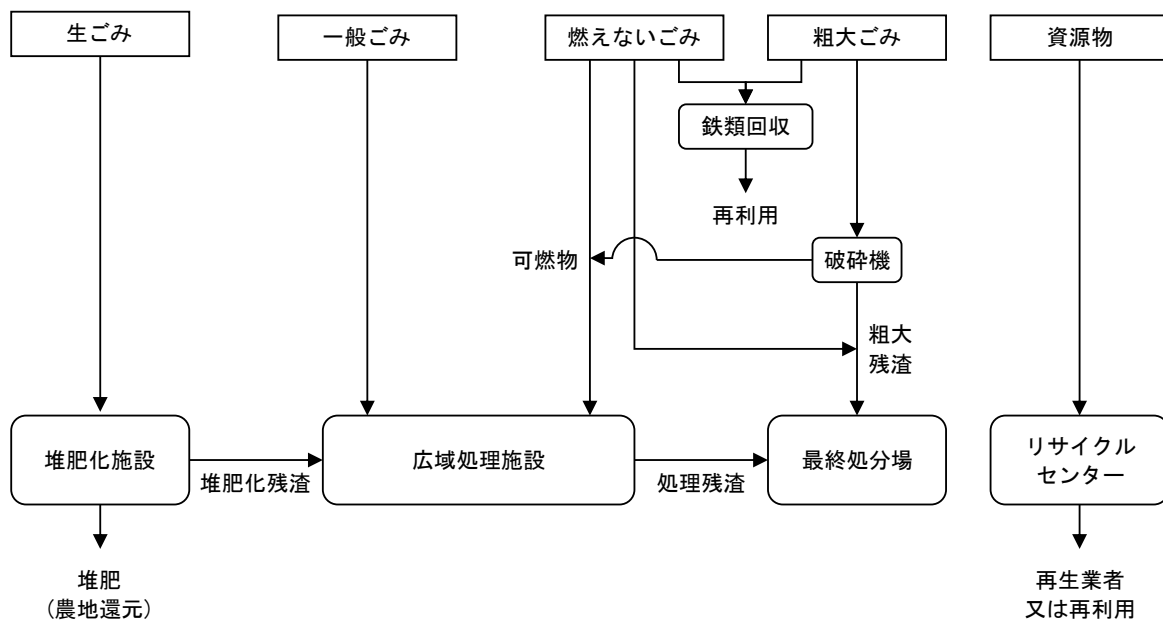 生ごみ
一般ごみ
燃えないごみ
粗大ごみ
資源物
鉄類回収
再利用
可燃物
破砕機
粗大
残渣
堆肥化施設
堆肥化残渣
広域処理施設
処理残渣
最終処分場
リサイクル
センター
堆肥
(農地還元)
再生業者
又は再利用